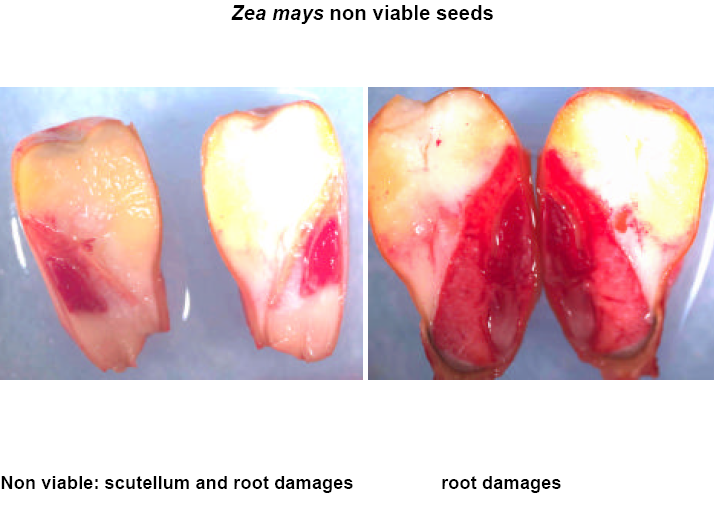 Zea mays non viable seeds
Non viable: scutellum and root damages
root damages